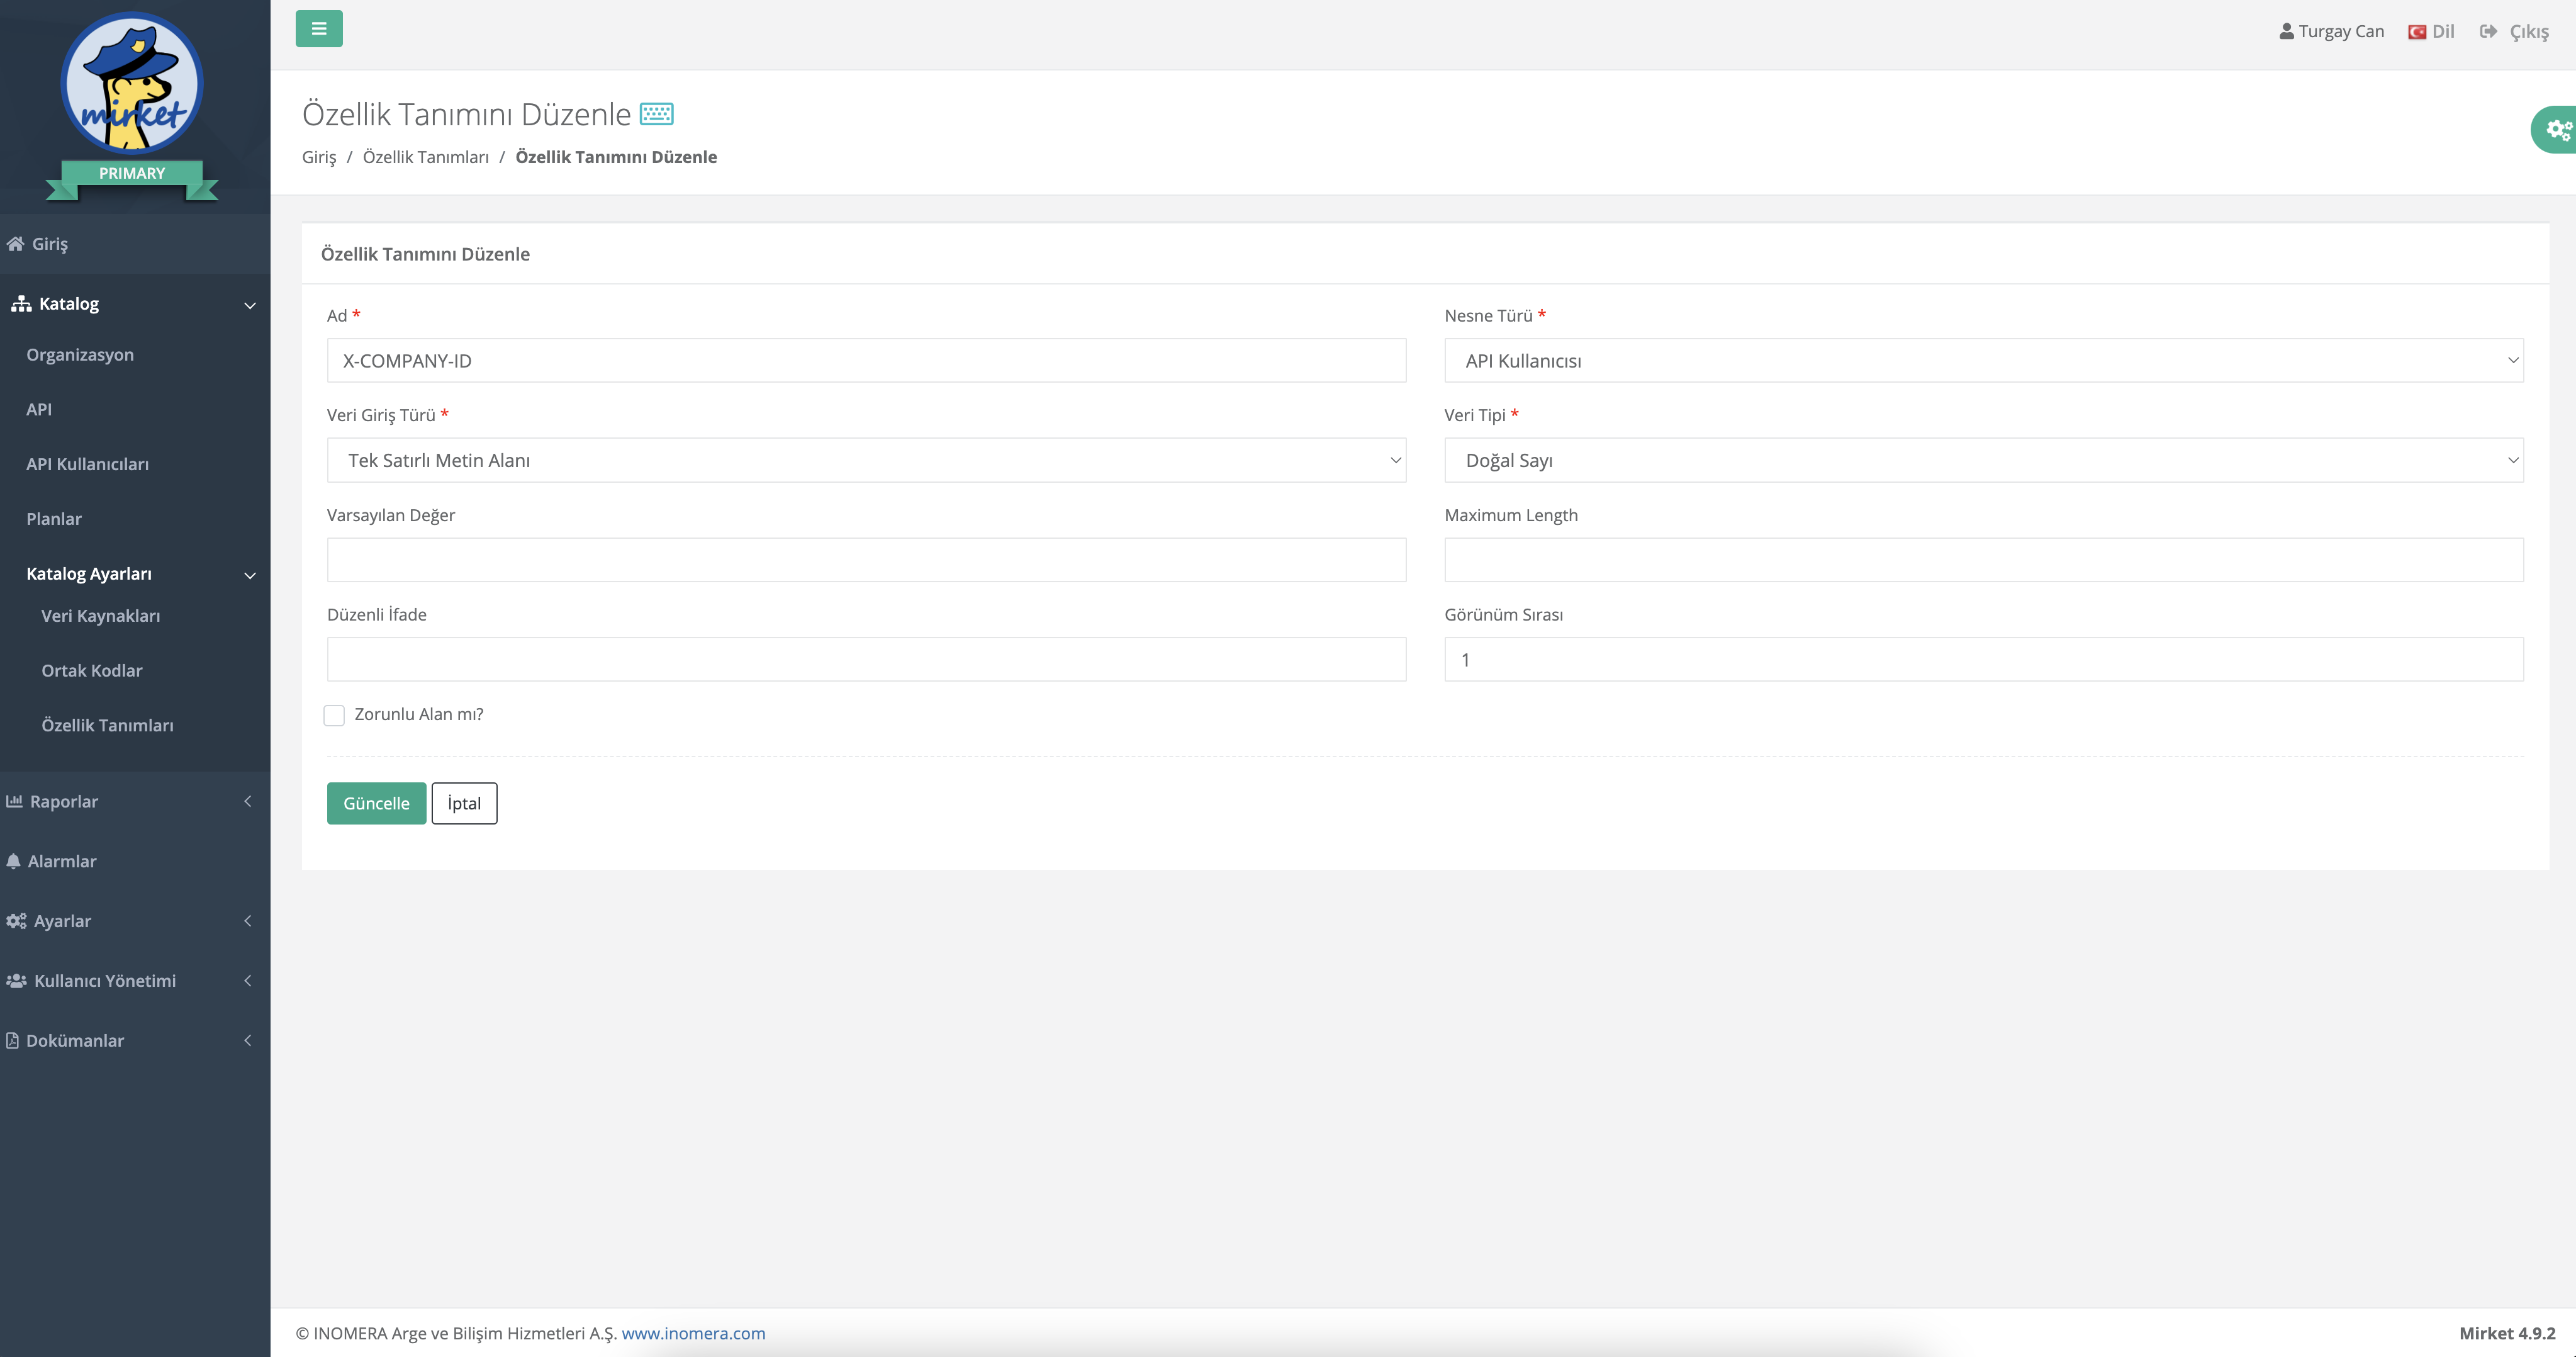 mirket
PRIMARY
Giriş
Katalog
Organizasyon
API
API Kullanıcıları
Planlar
Katalog Ayarları
Veri Kaynakları
Ortak Kodlar
Özellik Tanımları
Raporlar
Alarmlar
Ayarlar
Kullanıcı Yönetimi
Dokümanlar
Turgay Can Dil Çıkış
Özellik Tanımını Düzenle
Giriş / Özellik Tanımları / Özellik Tanımını Düzenle
Özellik Tanımını Düzenle
Ad *
X-COMPANY-ID
Nesne Türü *
API Kullanıcısı
Veri Giriş Türü *
Tek Satırlı Metin Alanı
Veri Tipi *
Doğal Sayı
Varsayılan Değer
Maximum Length
Düzenli İfade
Görünüm Sırası
1
Zorunlu Alan mı?
Güncelle İptal
© INOMERA Arge ve Bilişim Hizmetleri A.Ş. www.inomera.com
Mirket 4.9.2